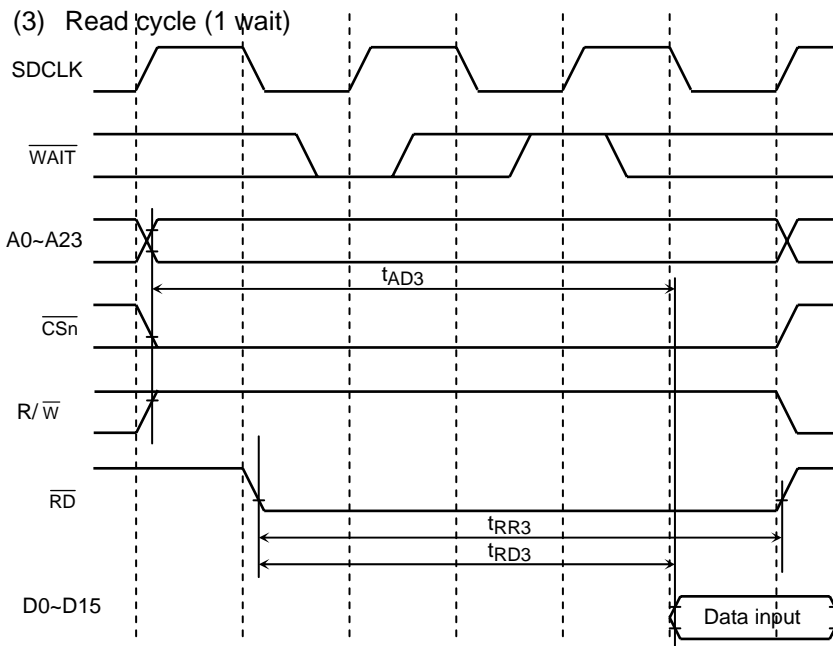 (3) Read cycle (1 wait)
SDCLK
WAIT
A0~A23
tAD3
CSn
R/W
RD
tRR3
tRD3
D0~D15
Data input